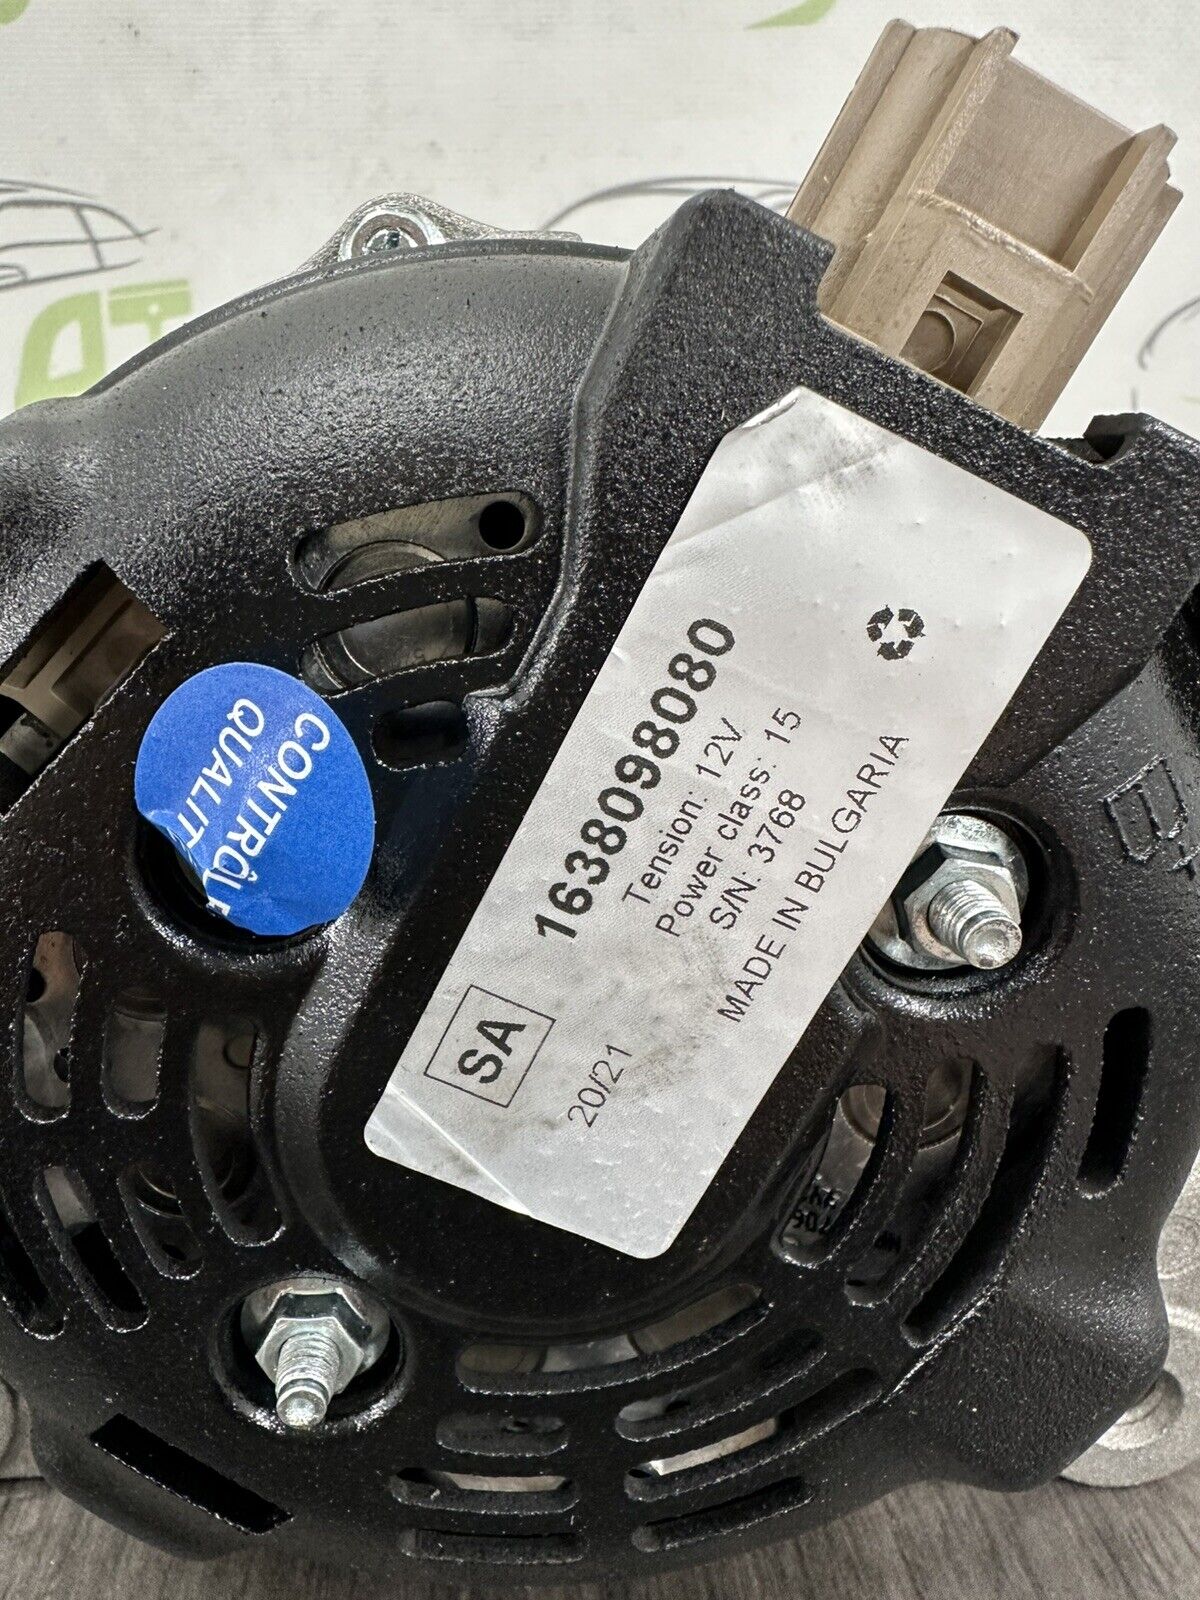 1638098080
Tension: 12V
Power class: 15
S/N: 3768
MADE IN BULGARIA
SA
20/21
CONTRÔLE
QUALIT
B+